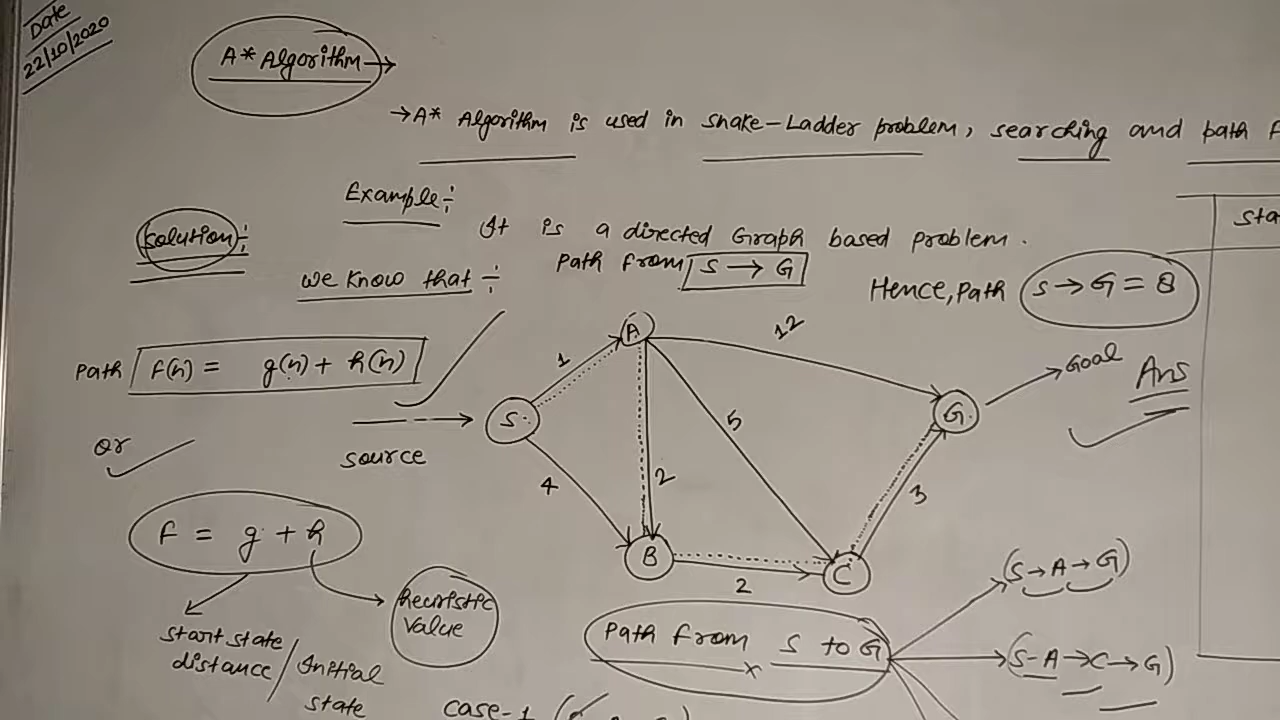 Date
22/10/2020
A* Algorithm →
→ A* Algorithm is used in snake-Ladder problem, searching and path
Example:
Solution:
It is a directed Graph based problem.
we know that:
Path from S → G
Hence, path S → G = 8
Path f(n) = g(n) + h(n)
or
source
F = g + h
start state distance / Initial state
heuristic
value
S
A
B
C
G
1
4
2
5
12
2
3
Goal
Ans
Path from S to G
(S → A → G)
(S - A → C → G)
case-1